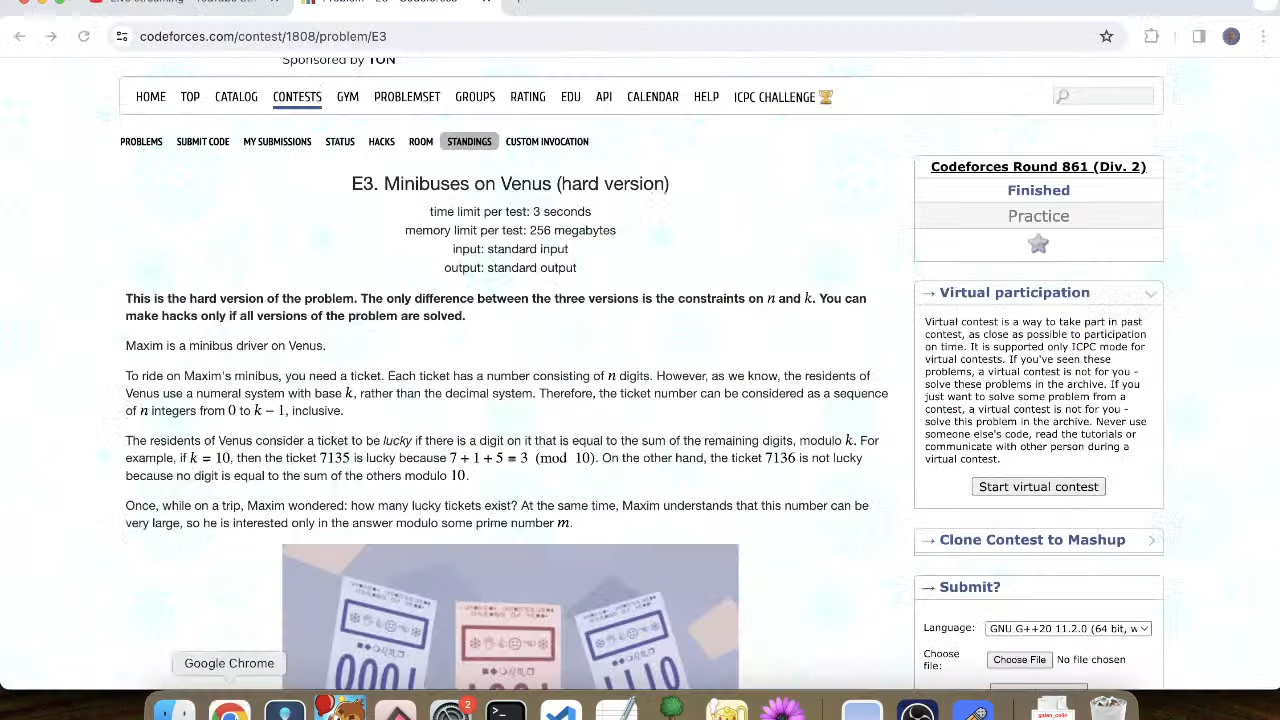 codeforces.com/contest/1808/problem/E3
Sponsored by TON
HOME TOP CATALOG CONTESTS GYM PROBLEMSET GROUPS RATING EDU API CALENDAR HELP ICPC CHALLENGE
PROBLEMS SUBMIT CODE MY SUBMISSIONS STATUS HACKS ROOM STANDINGS CUSTOM INVOCATION
E3. Minibuses on Venus (hard version)
time limit per test: 3 seconds
memory limit per test: 256 megabytes
input: standard input
output: standard output
This is the hard version of the problem. The only difference between the three versions is the constraints on n and k. You can
make hacks only if all versions of the problem are solved.
Maxim is a minibus driver on Venus.
To ride on Maxim's minibus, you need a ticket. Each ticket has a number consisting of n digits. However, as we know, the residents of
Venus use a numeral system with base k, rather than the decimal system. Therefore, the ticket number can be considered as a sequence
of n integers from 0 to k − 1, inclusive.
The residents of Venus consider a ticket to be lucky if there is a digit on it that is equal to the sum of the remaining digits, modulo k. For
example, if k = 10, then the ticket 7135 is lucky because 7 + 1 + 5 ≡ 3 (mod 10). On the other hand, the ticket 7136 is not lucky
because no digit is equal to the sum of the others modulo 10.
Once, while on a trip, Maxim wondered: how many lucky tickets exist? At the same time, Maxim understands that this number can be
very large, so he is interested only in the answer modulo some prime number m.
Codeforces Round 861 (Div. 2)
Finished
Practice
→ Virtual participation
Virtual contest is a way to take part in past
contest, as close as possible to participation
on time. It is supported only ICPC mode for
virtual contests. If you've seen these
problems, a virtual contest is not for you -
solve these problems in the archive. If you
just want to solve some problem from a
contest, a virtual contest is not for you -
solve this problem in the archive. Never use
someone else's code, read the tutorials or
communicate with other person during a
virtual contest.
Start virtual contest
→ Clone Contest to Mashup
→ Submit?
Language: GNU G++20 11.2.0 (64 bit, w
Choose
file: Choose File No file chosen
Google Chrome
2